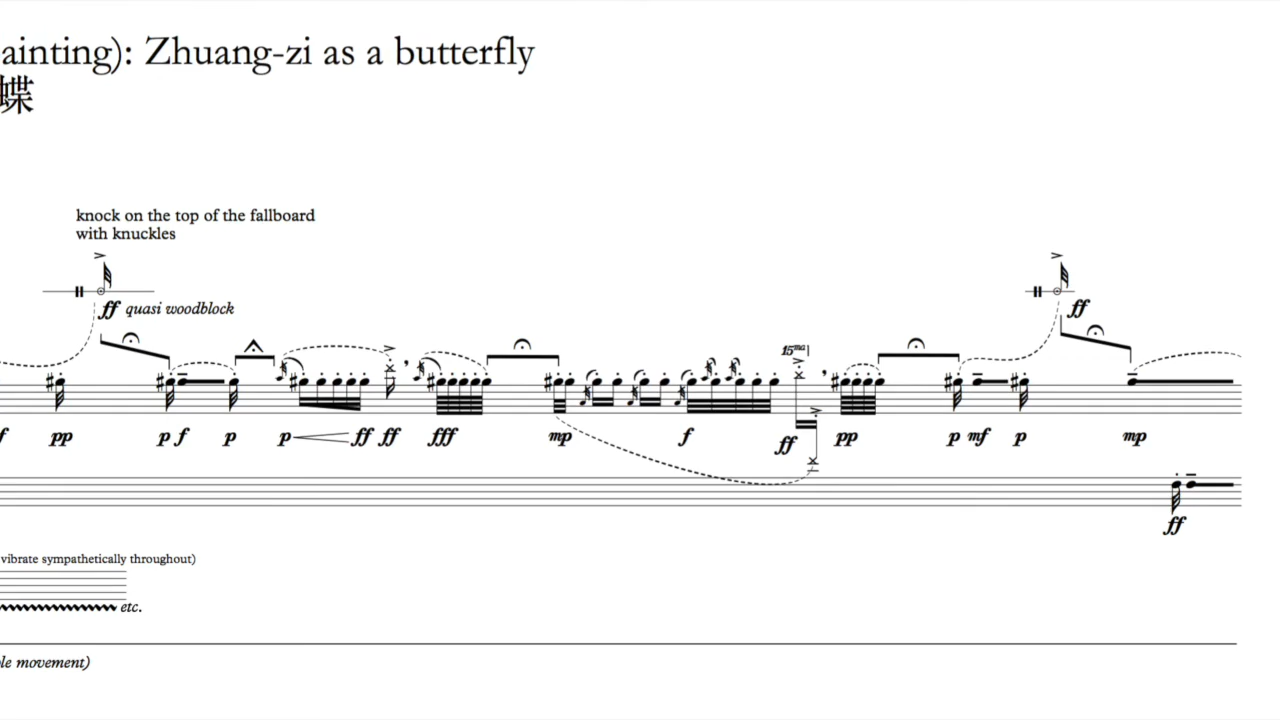 ainting): Zhuang-zi as a butterfly
蝶
knock on the top of the fallboard
with knuckles
ff quasi woodblock
ff
15ma
f pp p f p p ff ff fff mp f ff pp p mf p mp
ff
vibrate sympathetically throughout)
etc.
le movement)